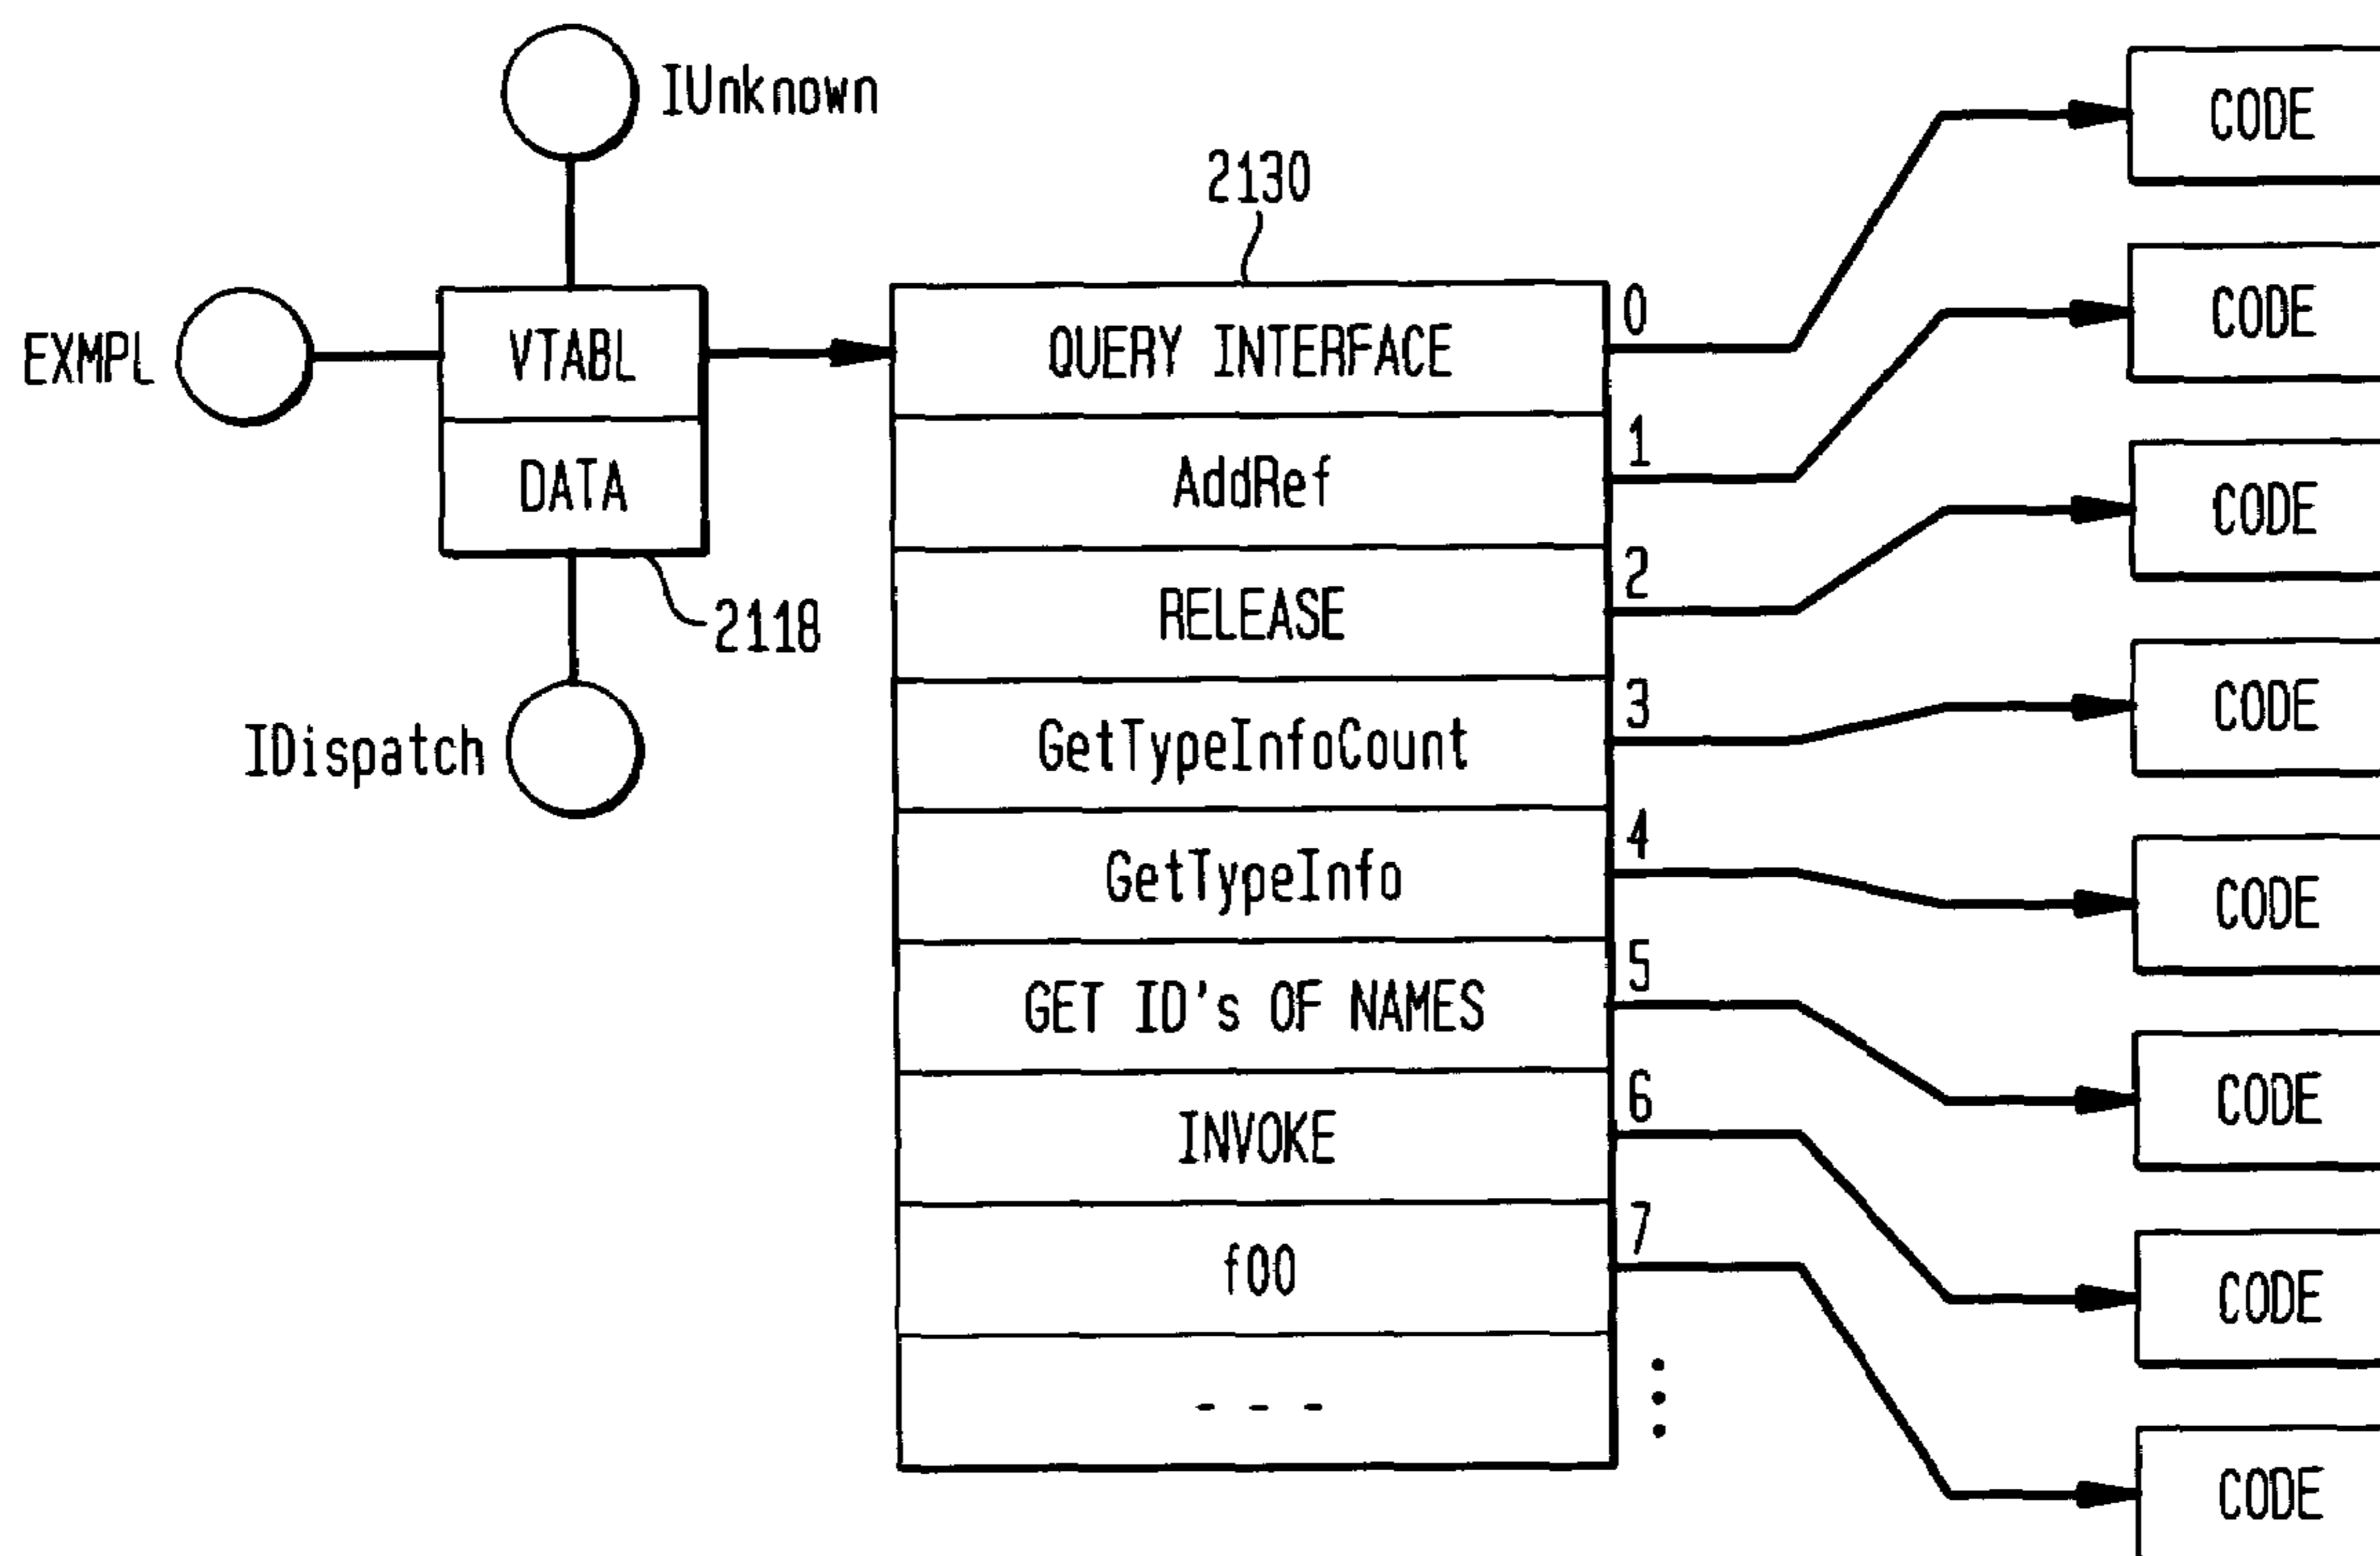 IUnknown
EXMPL
VTABL
DATA
2118
IDispatch
2130
QUERY INTERFACE
0
AddRef
1
RELEASE
2
GetTypeInfoCount
3
GetTypeInfo
4
GET ID's OF NAMES
5
INVOKE
6
f00
7
- - -
CODE
CODE
CODE
CODE
CODE
CODE
CODE
CODE